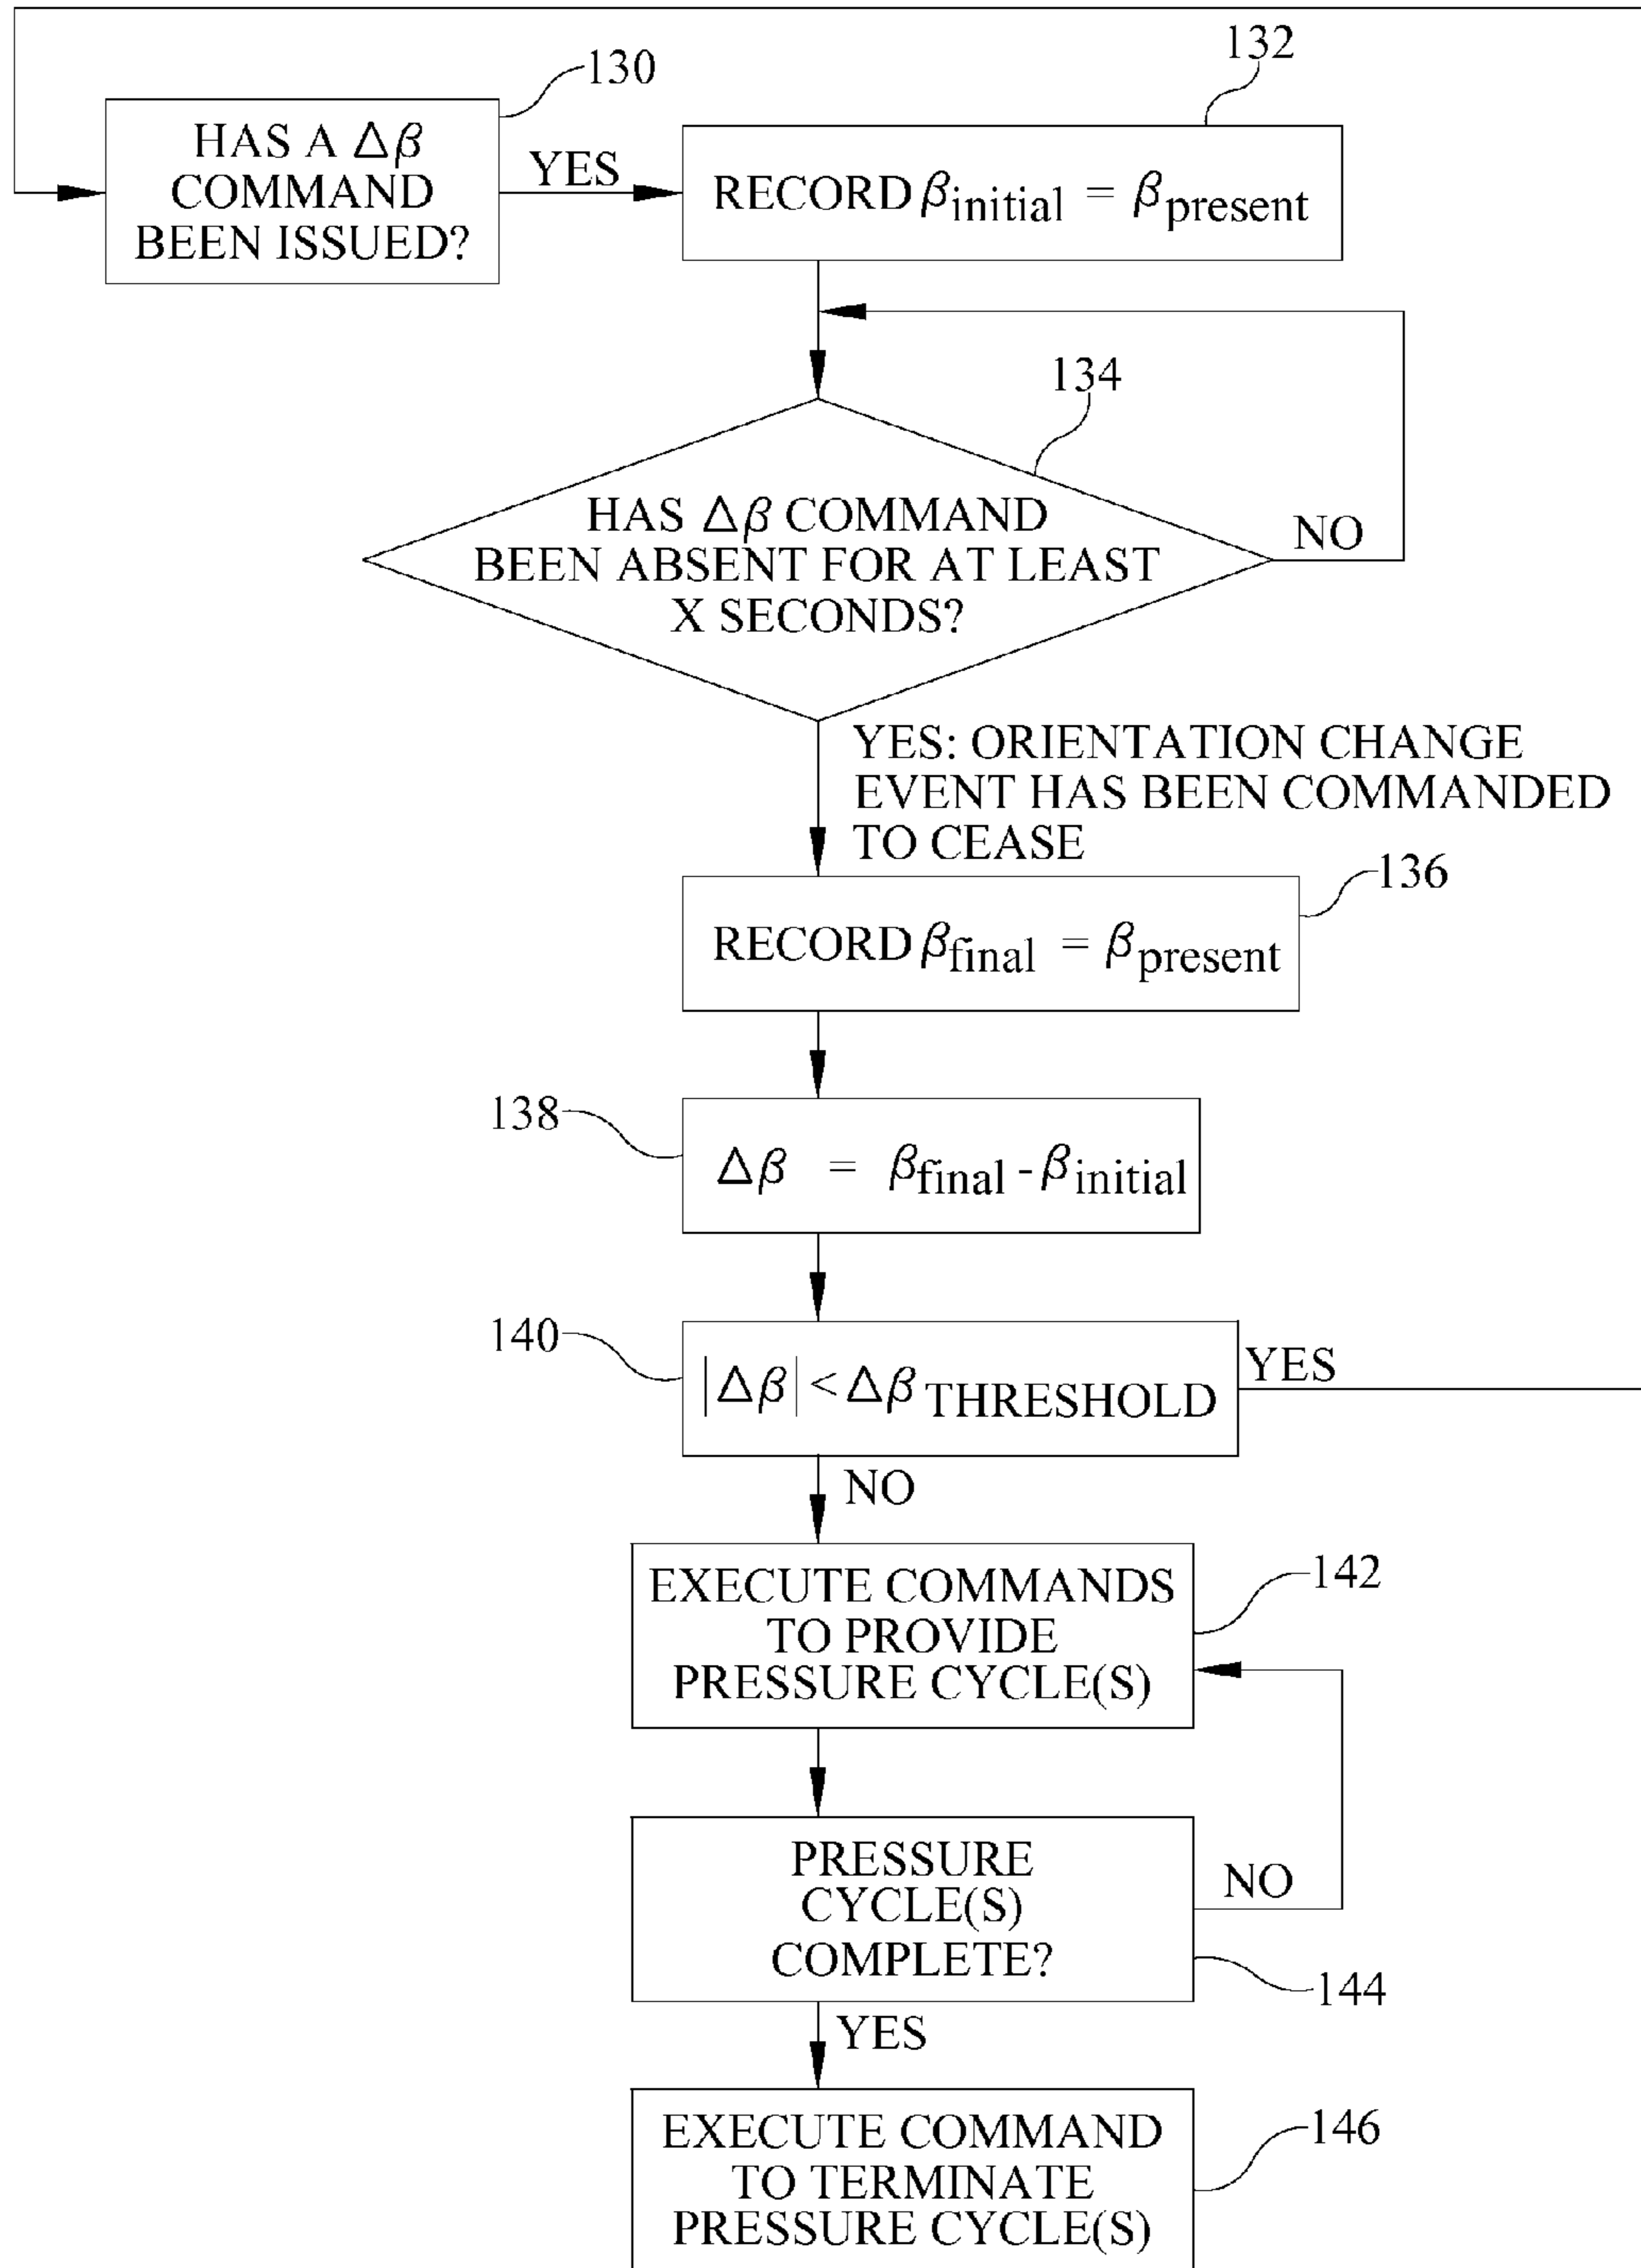 130
HAS A Δβ
COMMAND
BEEN ISSUED?
YES
132
RECORD βinitial = βpresent
134
HAS Δβ COMMAND
BEEN ABSENT FOR AT LEAST
X SECONDS?
NO
YES: ORIENTATION CHANGE
EVENT HAS BEEN COMMANDED
TO CEASE
136
RECORD βfinal = βpresent
138
Δβ = βfinal - βinitial
140
|Δβ| < Δβ THRESHOLD
YES
NO
EXECUTE COMMANDS
TO PROVIDE
PRESSURE CYCLE(S)
142
PRESSURE
CYCLE(S)
COMPLETE?
NO
144
YES
EXECUTE COMMAND
TO TERMINATE
PRESSURE CYCLE(S)
146